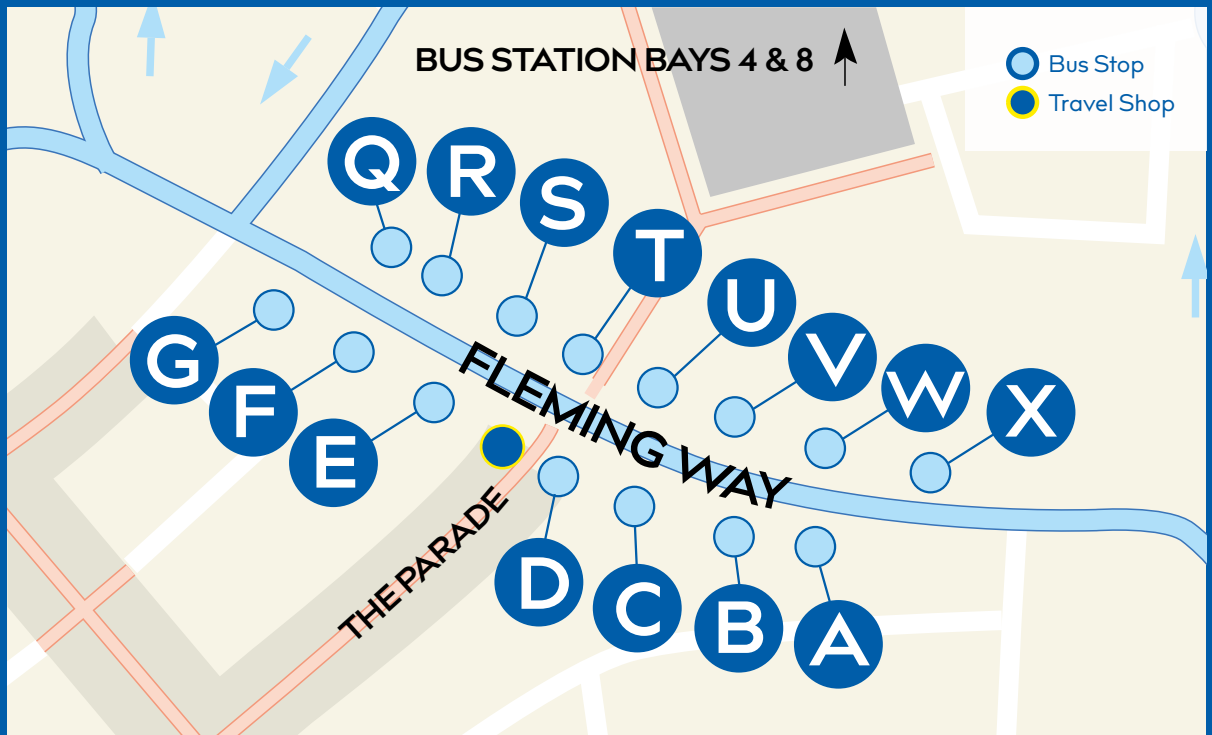 BUS STATION BAYS 4 & 8
Bus Stop
Travel Shop
Q
R
S
T
U
V
W
X
G
F
E
FLEMING WAY
THE PARADE
D
C
B
A